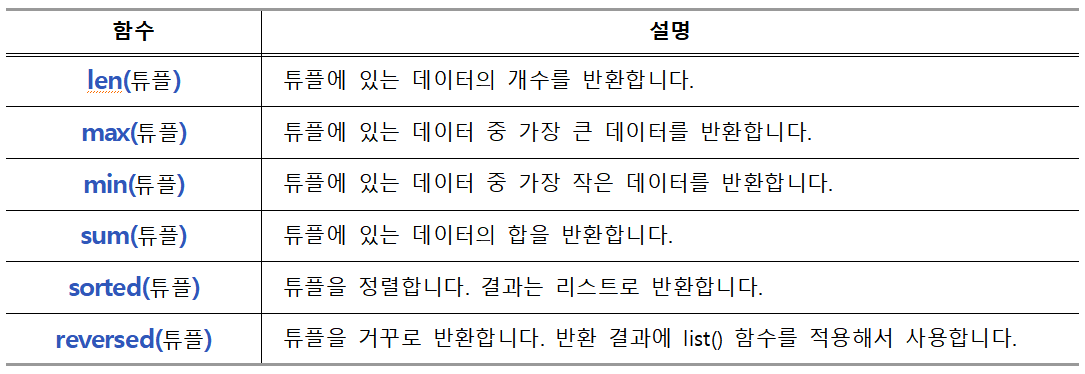 함수 설명
len(튜플) 튜플에 있는 데이터의 개수를 반환합니다.
max(튜플) 튜플에 있는 데이터 중 가장 큰 데이터를 반환합니다.
min(튜플) 튜플에 있는 데이터 중 가장 작은 데이터를 반환합니다.
sum(튜플) 튜플에 있는 데이터의 합을 반환합니다.
sorted(튜플) 튜플을 정렬합니다. 결과는 리스트로 반환합니다.
reversed(튜플) 튜플을 거꾸로 반환합니다. 반환 결과에 list() 함수를 적용해서 사용합니다.